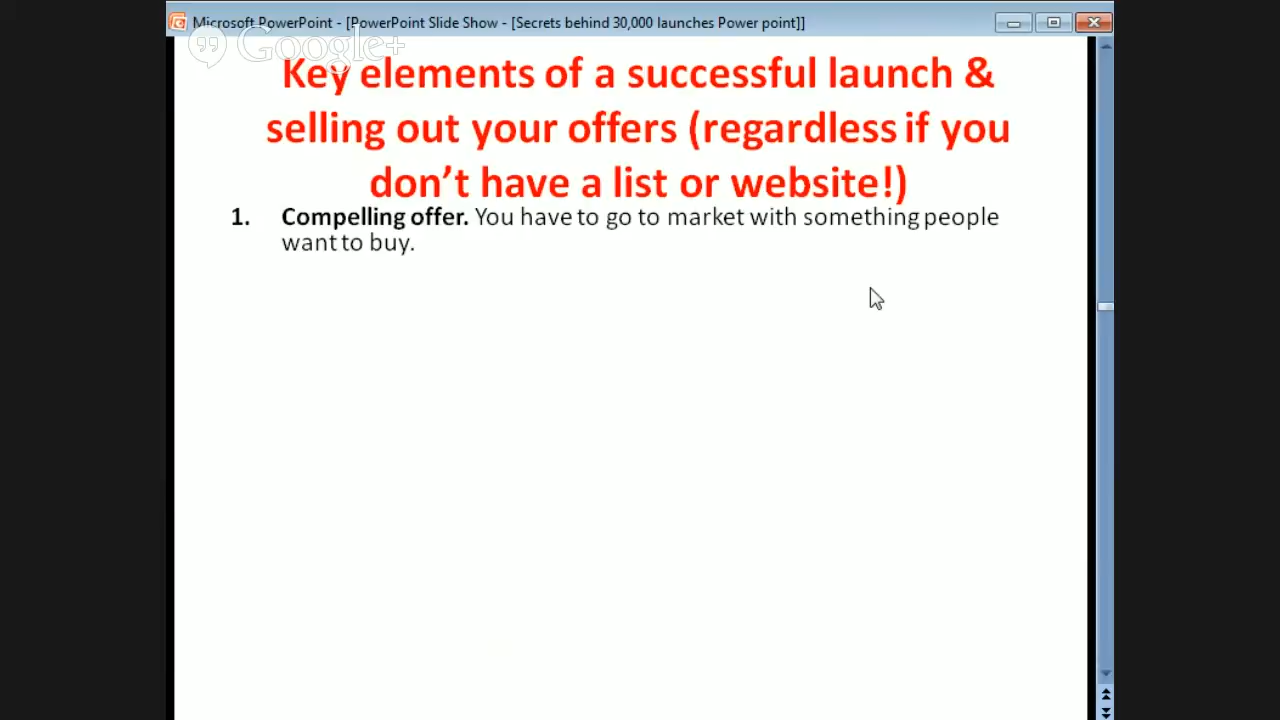 Microsoft PowerPoint - [PowerPoint Slide Show - [Secrets behind 30,000 launches Power point]]
Google+
Key elements of a successful launch &
selling out your offers (regardless if you
don’t have a list or website!)
1. Compelling offer. You have to go to market with something people
want to buy.